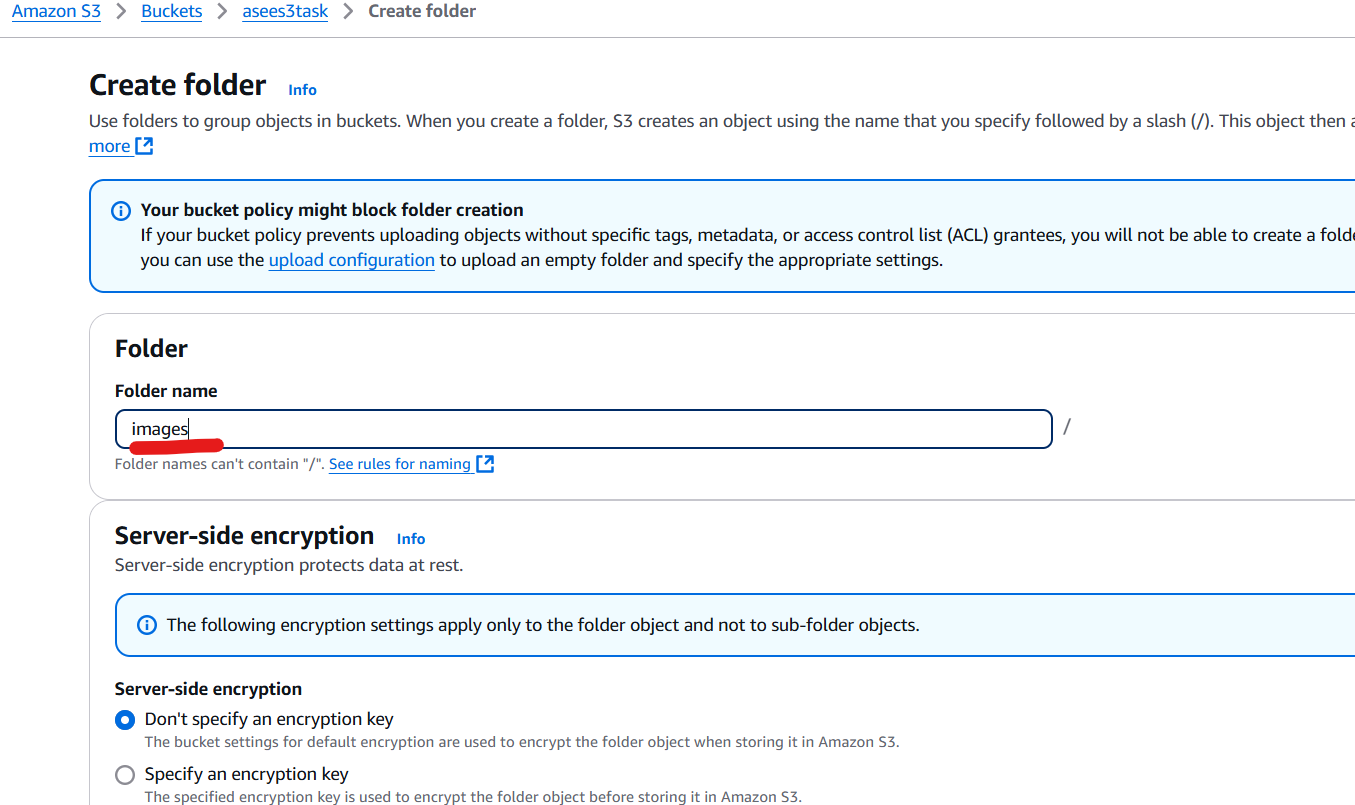 Amazon S3 > Buckets > asees3task > Create folder
Create folder Info
Use folders to group objects in buckets. When you create a folder, S3 creates an object using the name that you specify followed by a slash (/). This object then a
more
Your bucket policy might block folder creation
If your bucket policy prevents uploading objects without specific tags, metadata, or access control list (ACL) grantees, you will not be able to create a folde
you can use the upload configuration to upload an empty folder and specify the appropriate settings.
Folder
Folder name
images /
Folder names can't contain "/". See rules for naming
Server-side encryption Info
Server-side encryption protects data at rest.
The following encryption settings apply only to the folder object and not to sub-folder objects.
Server-side encryption
Don't specify an encryption key
The bucket settings for default encryption are used to encrypt the folder object when storing it in Amazon S3.
Specify an encryption key
The specified encryption key is used to encrypt the folder object before storing it in Amazon S3.